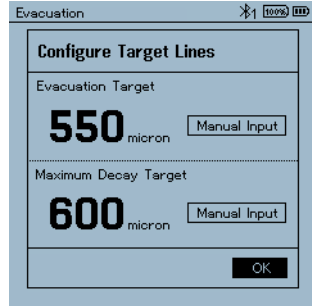 Evacuation 1 100%
Configure Target Lines
Evacuation Target
550 micron Manual Input
Maximum Decay Target
600 micron Manual Input
OK